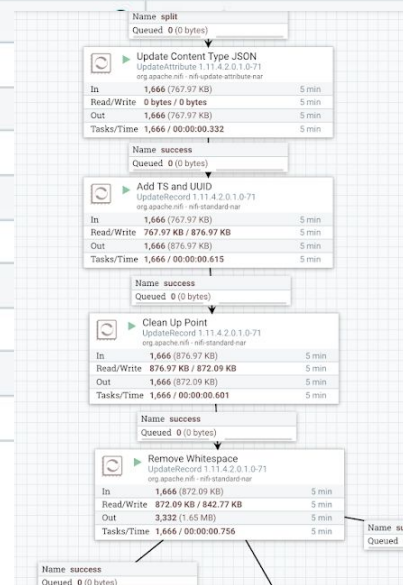 Name split
Queued 0 (0 bytes)
Update Content Type JSON
UpdateAttribute 1.11.4.2.0.1.0-71
org.apache.nifi - nifi-update-attribute-nar
In 1,666 (767.97 KB) 5 min
Read/Write 0 bytes / 0 bytes 5 min
Out 1,666 (767.97 KB) 5 min
Tasks/Time 1,666 / 00:00:00.332 5 min
Name success
Queued 0 (0 bytes)
Add TS and UUID
UpdateRecord 1.11.4.2.0.1.0-71
org.apache.nifi - nifi-standard-nar
In 1,666 (767.97 KB) 5 min
Read/Write 767.97 KB / 876.97 KB 5 min
Out 1,666 (876.97 KB) 5 min
Tasks/Time 1,666 / 00:00:00.615 5 min
Name success
Queued 0 (0 bytes)
Clean Up Point
UpdateRecord 1.11.4.2.0.1.0-71
org.apache.nifi - nifi-standard-nar
In 1,666 (876.97 KB) 5 min
Read/Write 876.97 KB / 872.09 KB 5 min
Out 1,666 (872.09 KB) 5 min
Tasks/Time 1,666 / 00:00:00.601 5 min
Name success
Queued 0 (0 bytes)
Remove Whitespace
UpdateRecord 1.11.4.2.0.1.0-71
org.apache.nifi - nifi-standard-nar
In 1,666 (872.09 KB) 5 min
Read/Write 872.09 KB / 842.77 KB 5 min
Out 3,332 (1.65 MB) 5 min
Tasks/Time 1,666 / 00:00:00.756 5 min
Name su
Queued
Name success
Queued 0 (0 bytes)